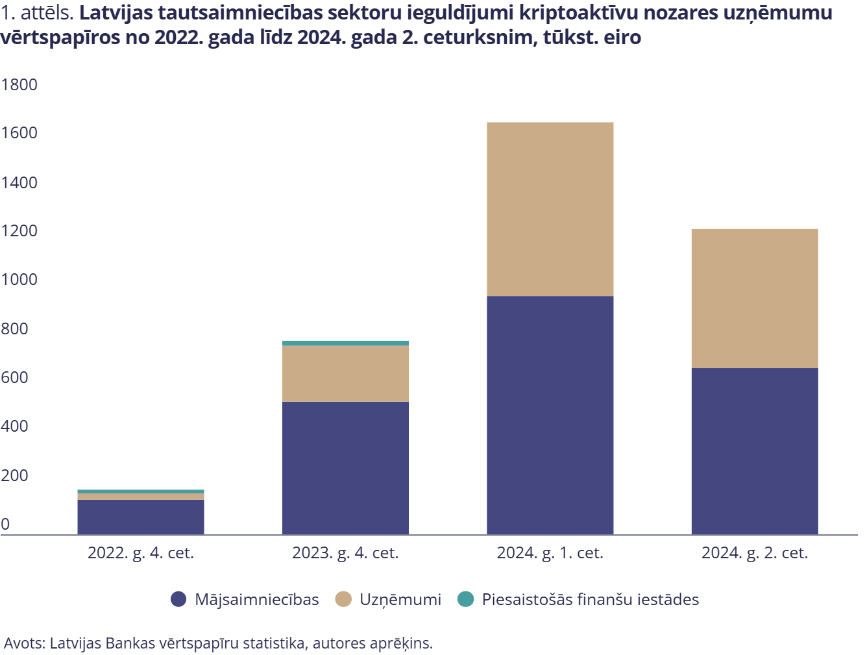 1. attēls. Latvijas tautsaimniecības sektoru ieguldījumi kriptoaktīvu nozares uzņēmumu
vērtspapīros no 2022. gada līdz 2024. gada 2. ceturksnim, tūkst. eiro
1800
1600
1400
1200
1000
800
600
400
200
0
2022. g. 4. cet.
2023. g. 4. cet.
2024. g. 1. cet.
2024. g. 2. cet.
Mājsaimniecības
Uzņēmumi
Piesaistošās finanšu iestādes
Avots: Latvijas Bankas vērtspapīru statistika, autores aprēķins.